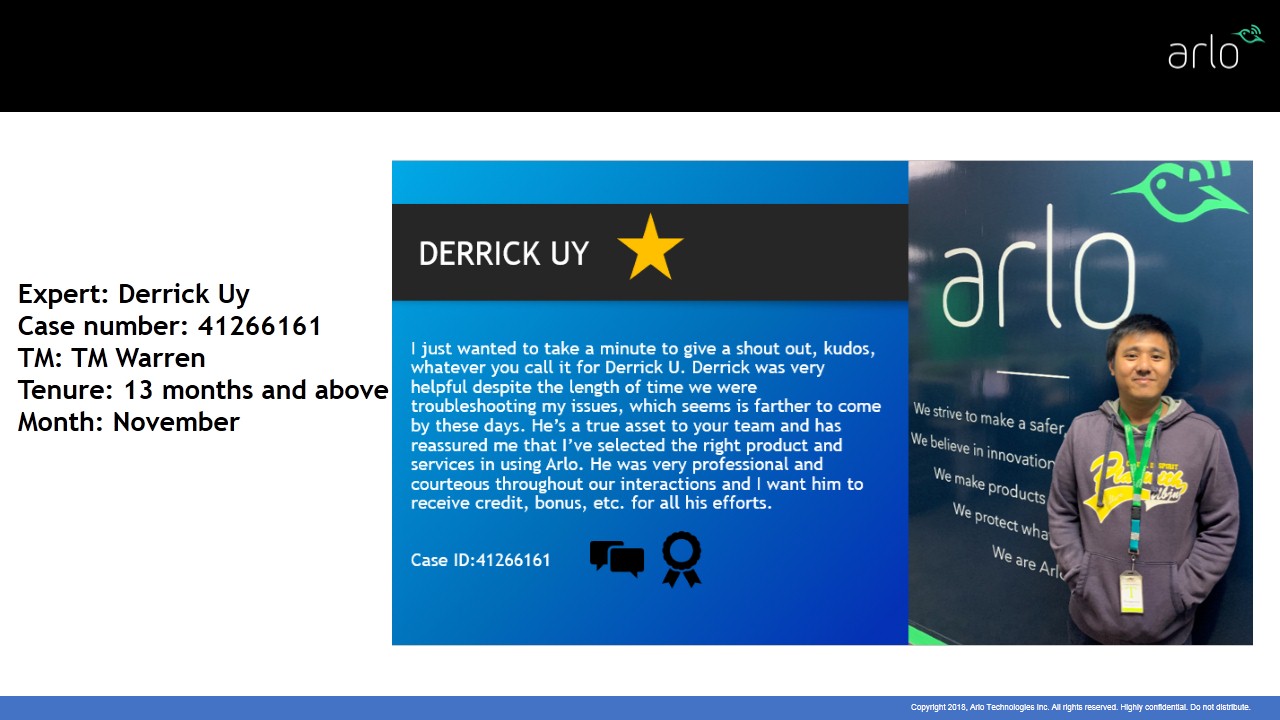 arlo
Expert: Derrick Uy
Case number: 41266161
TM: TM Warren
Tenure: 13 months and above
Month: November
DERRICK UY
I just wanted to take a minute to give a shout out, kudos,
whatever you call it for Derrick U. Derrick was very
helpful despite the length of time we were
troubleshooting my issues, which seems is farther to come
by these days. He’s a true asset to your team and has
reassured me that I’ve selected the right product and
services in using Arlo. He was very professional and
courteous throughout our interactions and I want him to
receive credit, bonus, etc. for all his efforts.
Case ID:41266161
arlo
We strive to make a safer
We believe in innovation
We make products
We protect wha
We are Arlo
Copyright 2018, Arlo Technologies Inc. All rights reserved. Highly confidential. Do not distribute.